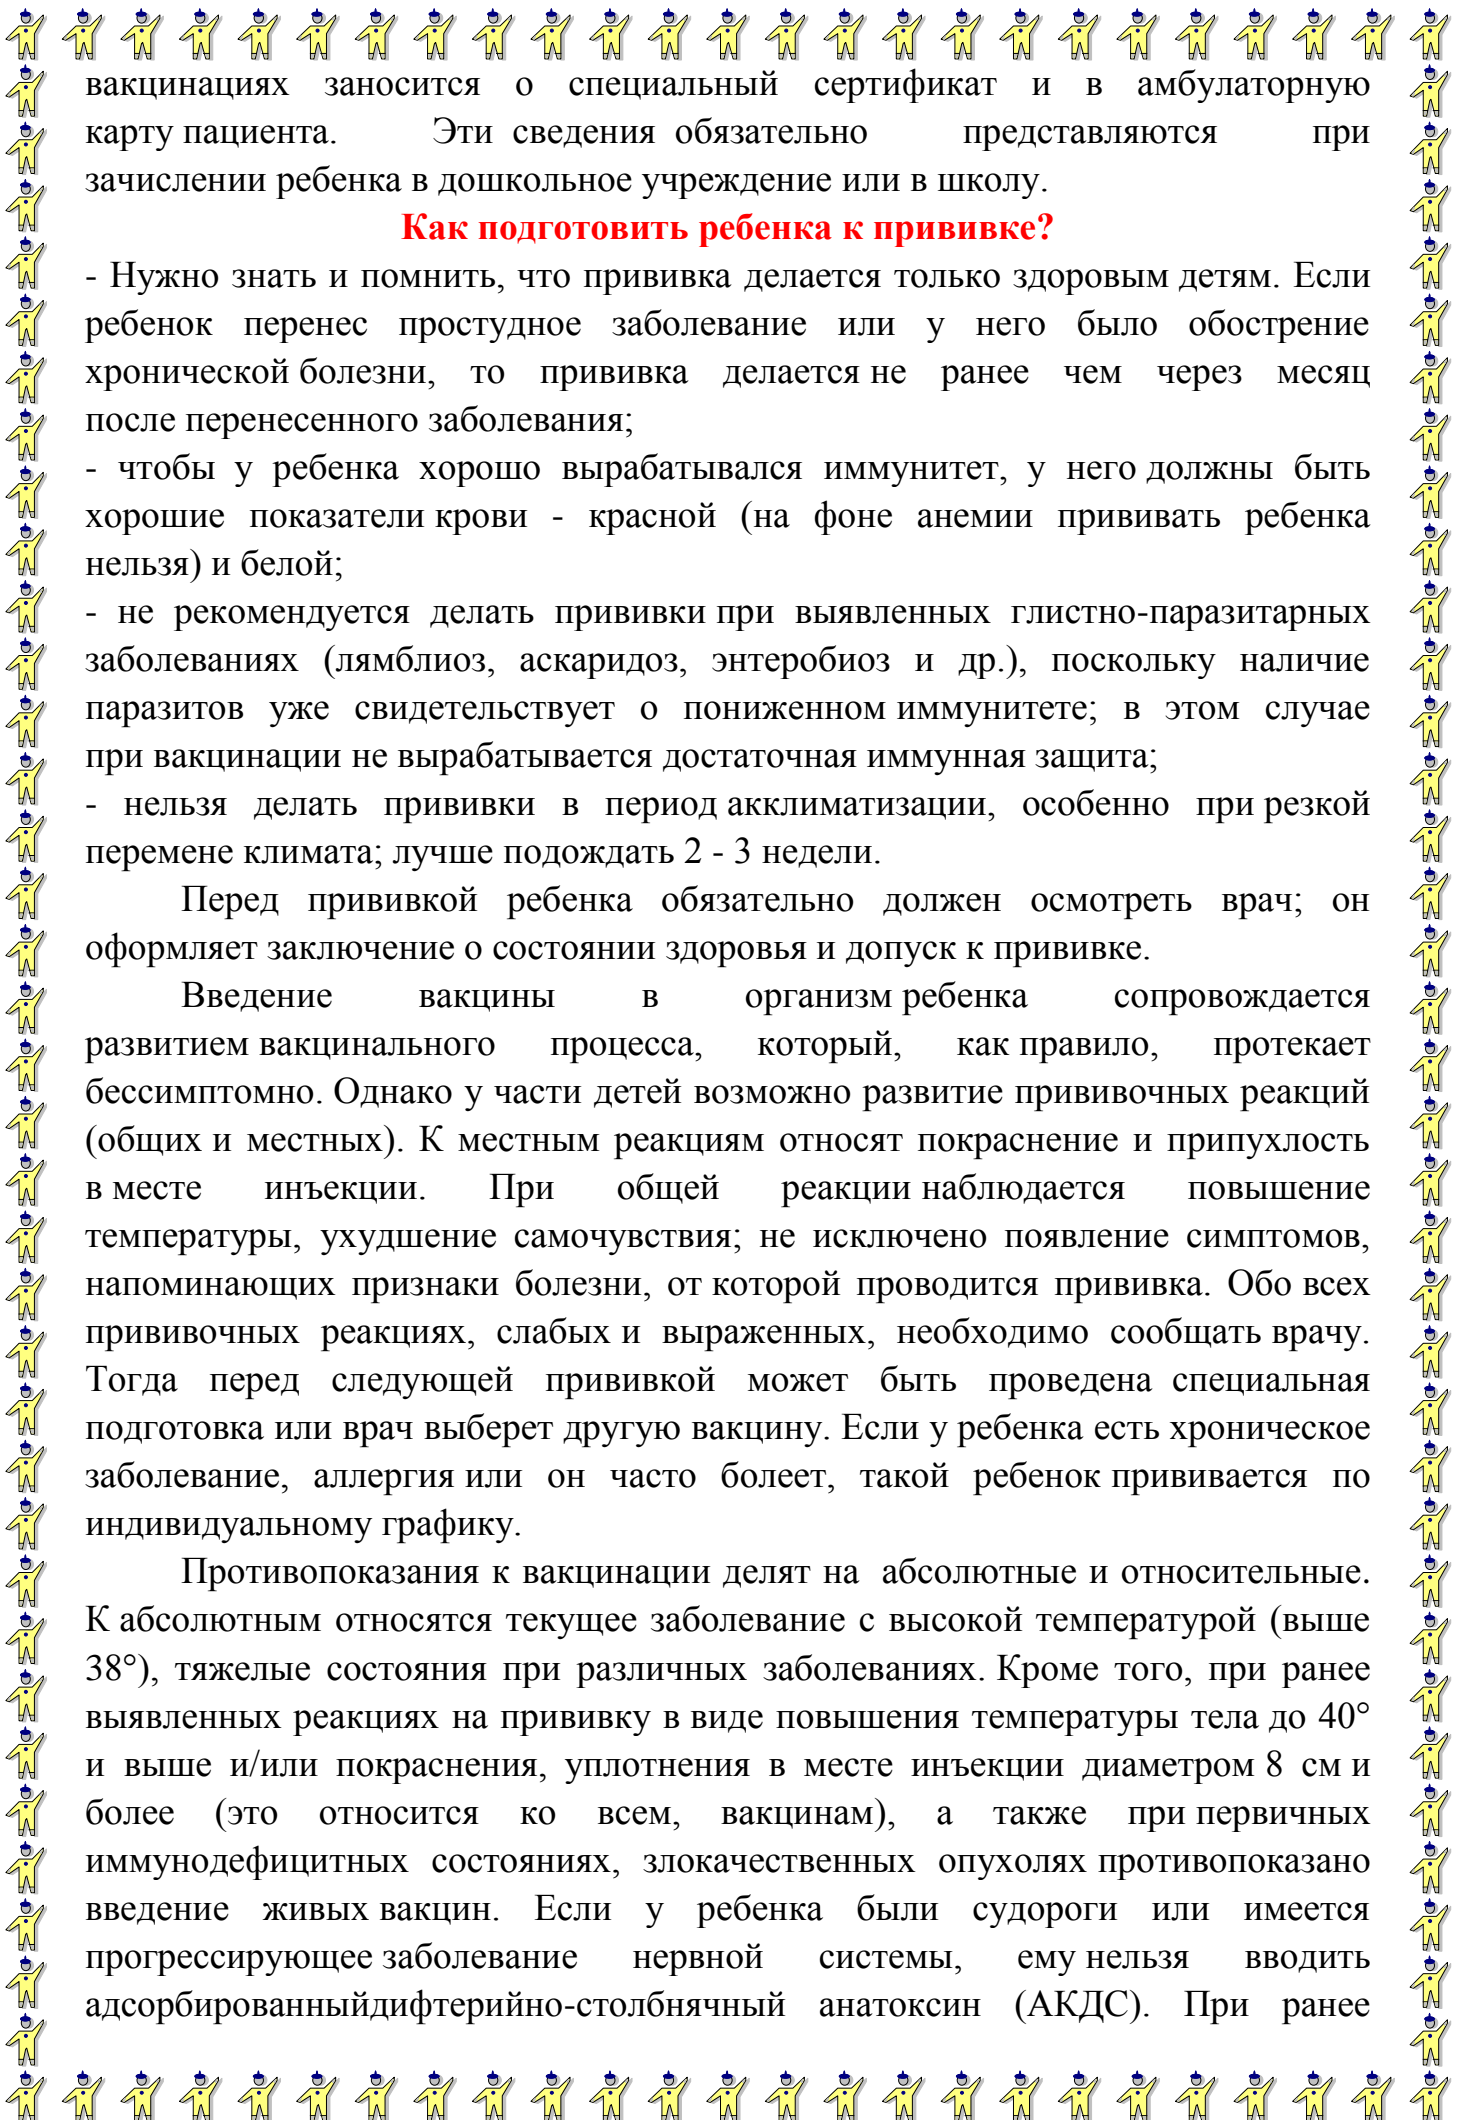 вакцинациях заносится о специальный сертификат и в амбулаторную
карту пациента. Эти сведения обязательно представляются при
зачислении ребенка в дошкольное учреждение или в школу.
Как подготовить ребенка к прививке?
- Нужно знать и помнить, что прививка делается только здоровым детям. Если
ребенок перенес простудное заболевание или у него было обострение
хронической болезни, то прививка делается не ранее чем через месяц
после перенесенного заболевания;
- чтобы у ребенка хорошо вырабатывался иммунитет, у него должны быть
хорошие показатели крови - красной (на фоне анемии прививать ребенка
нельзя) и белой;
- не рекомендуется делать прививки при выявленных глистно-паразитарных
заболеваниях (лямблиоз, аскаридоз, энтеробиоз и др.), поскольку наличие
паразитов уже свидетельствует о пониженном иммунитете; в этом случае
при вакцинации не вырабатывается достаточная иммунная защита;
- нельзя делать прививки в период акклиматизации, особенно при резкой
перемене климата; лучше подождать 2 - 3 недели.
Перед прививкой ребенка обязательно должен осмотреть врач; он
оформляет заключение о состоянии здоровья и допуск к прививке.
Введение вакцины в организм ребенка сопровождается
развитием вакцинального процесса, который, как правило, протекает
бессимптомно. Однако у части детей возможно развитие прививочных реакций
(общих и местных). К местным реакциям относят покраснение и припухлость
в месте инъекции. При общей реакции наблюдается повышение
температуры, ухудшение самочувствия; не исключено появление симптомов,
напоминающих признаки болезни, от которой проводится прививка. Обо всех
прививочных реакциях, слабых и выраженных, необходимо сообщать врачу.
Тогда перед следующей прививкой может быть проведена специальная
подготовка или врач выберет другую вакцину. Если у ребенка есть хроническое
заболевание, аллергия или он часто болеет, такой ребенок прививается по
индивидуальному графику.
Противопоказания к вакцинации делят на абсолютные и относительные.
К абсолютным относятся текущее заболевание с высокой температурой (выше
38°), тяжелые состояния при различных заболеваниях. Кроме того, при ранее
выявленных реакциях на прививку в виде повышения температуры тела до 40°
и выше и/или покраснения, уплотнения в месте инъекции диаметром 8 см и
более (это относится ко всем, вакцинам), а также при первичных
иммунодефицитных состояниях, злокачественных опухолях противопоказано
введение живых вакцин. Если у ребенка были судороги или имеется
прогрессирующее заболевание нервной системы, ему нельзя вводить
адсорбированныйдифтерийно-столбнячный анатоксин (АКДС). При ранее